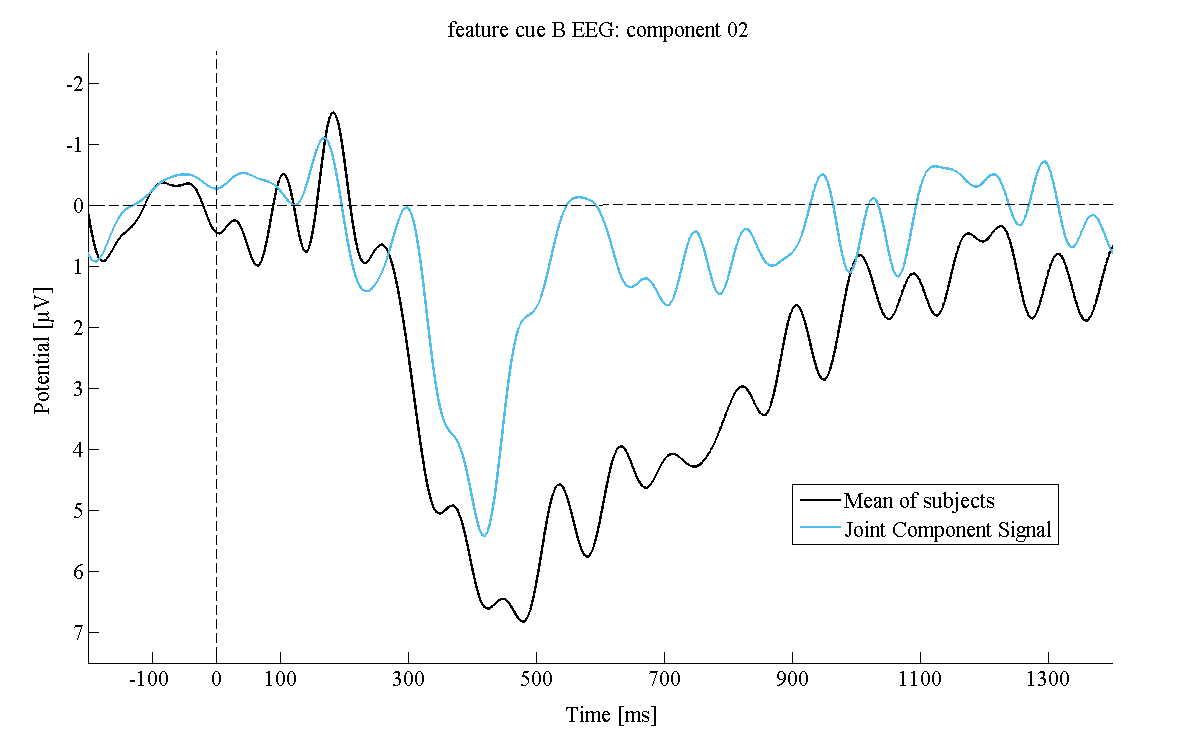 feature cue B EEG: component 02
-2
-1
0
1
2
3
4
5
6
7
Potential [µV]
Mean of subjects
Joint Component Signal
-100 0 100 300 500 700 900 1100 1300
Time [ms]